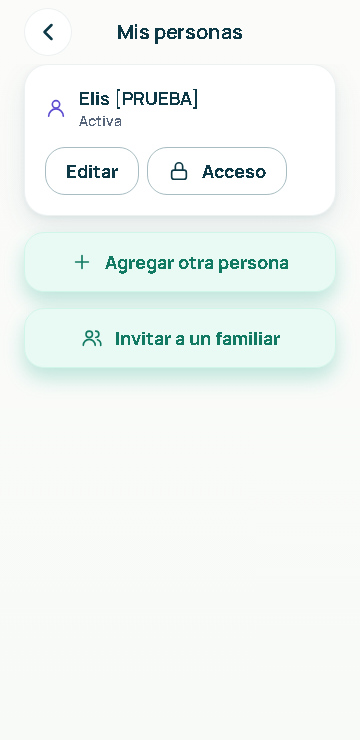 Mis personas
Elis [PRUEBA]
Activa
Editar
Acceso
Agregar otra persona
Invitar a un familiar